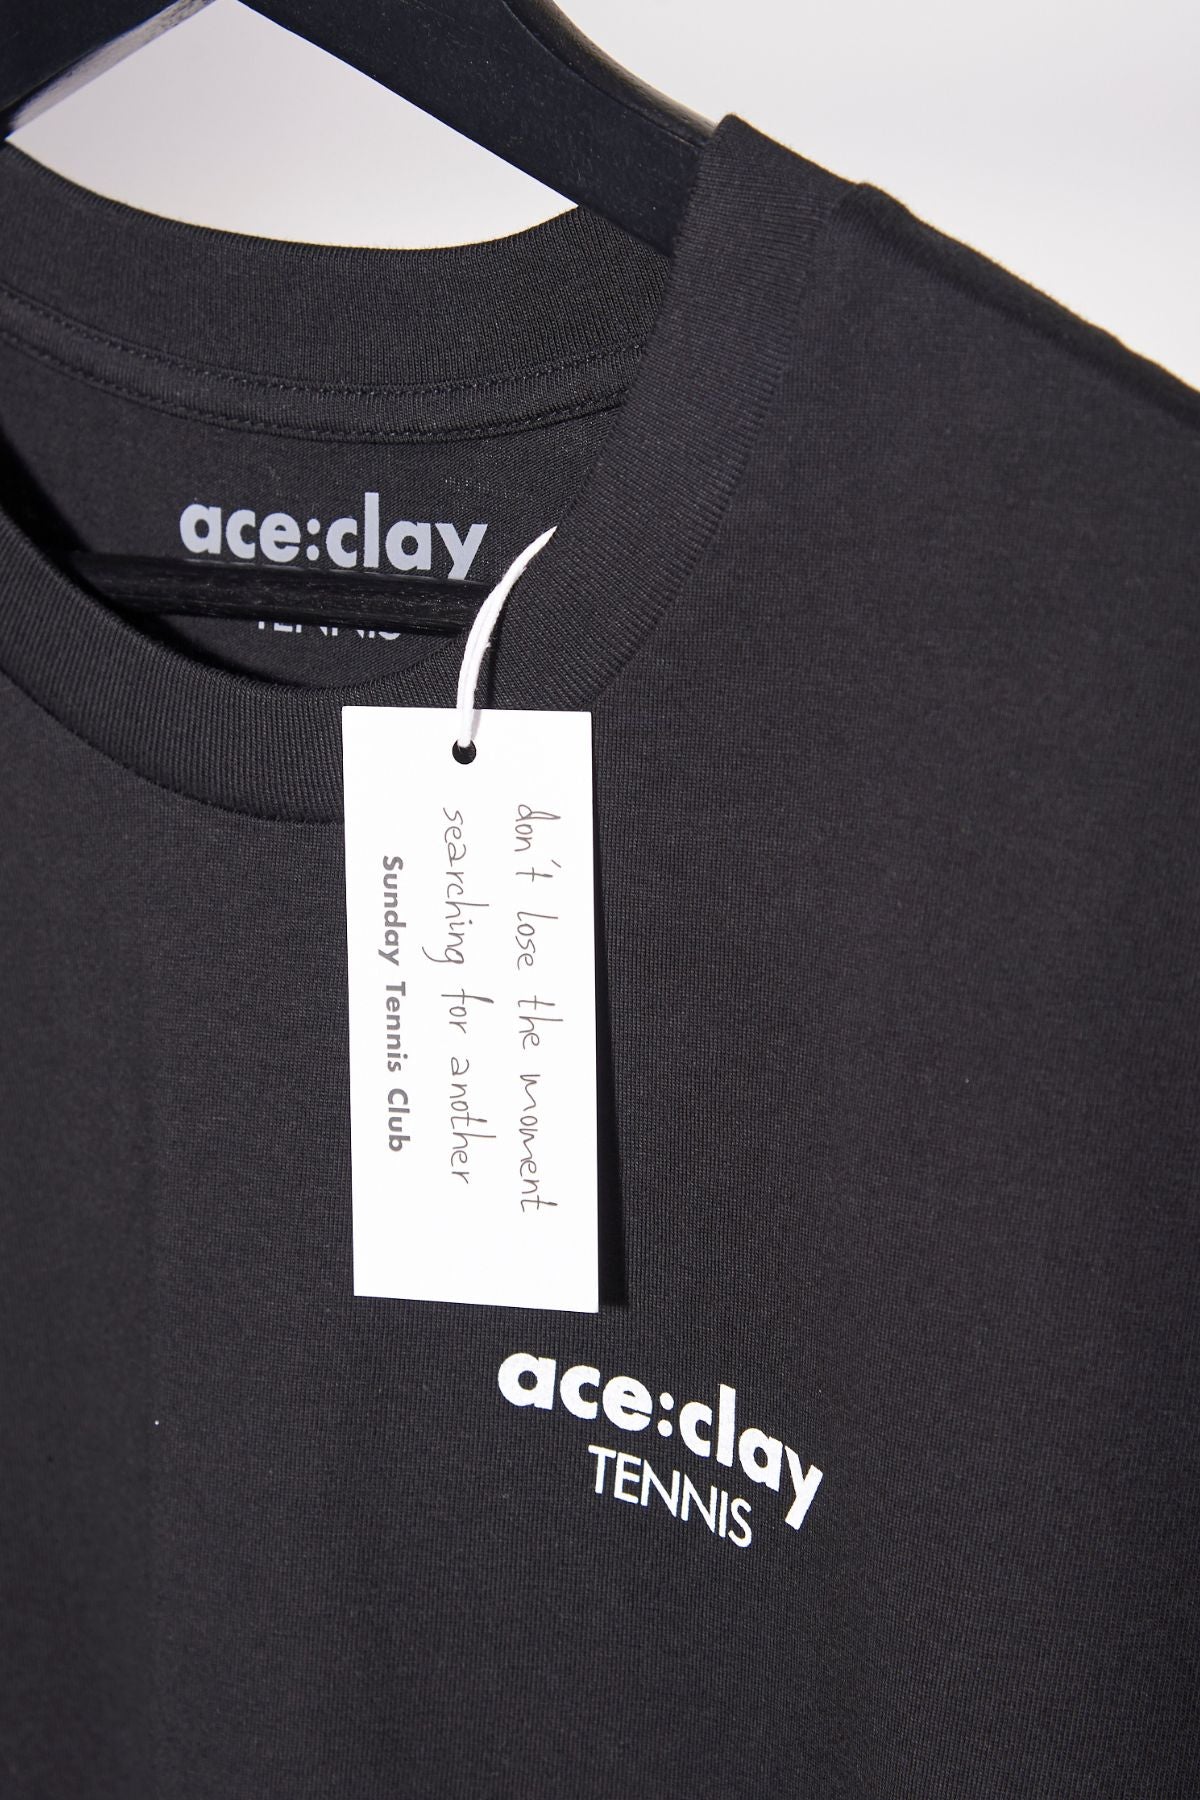 ace:clay
TENNIS
don't lose the moment
searching for another
Sunday Tennis Club
ace:clay
TENNIS